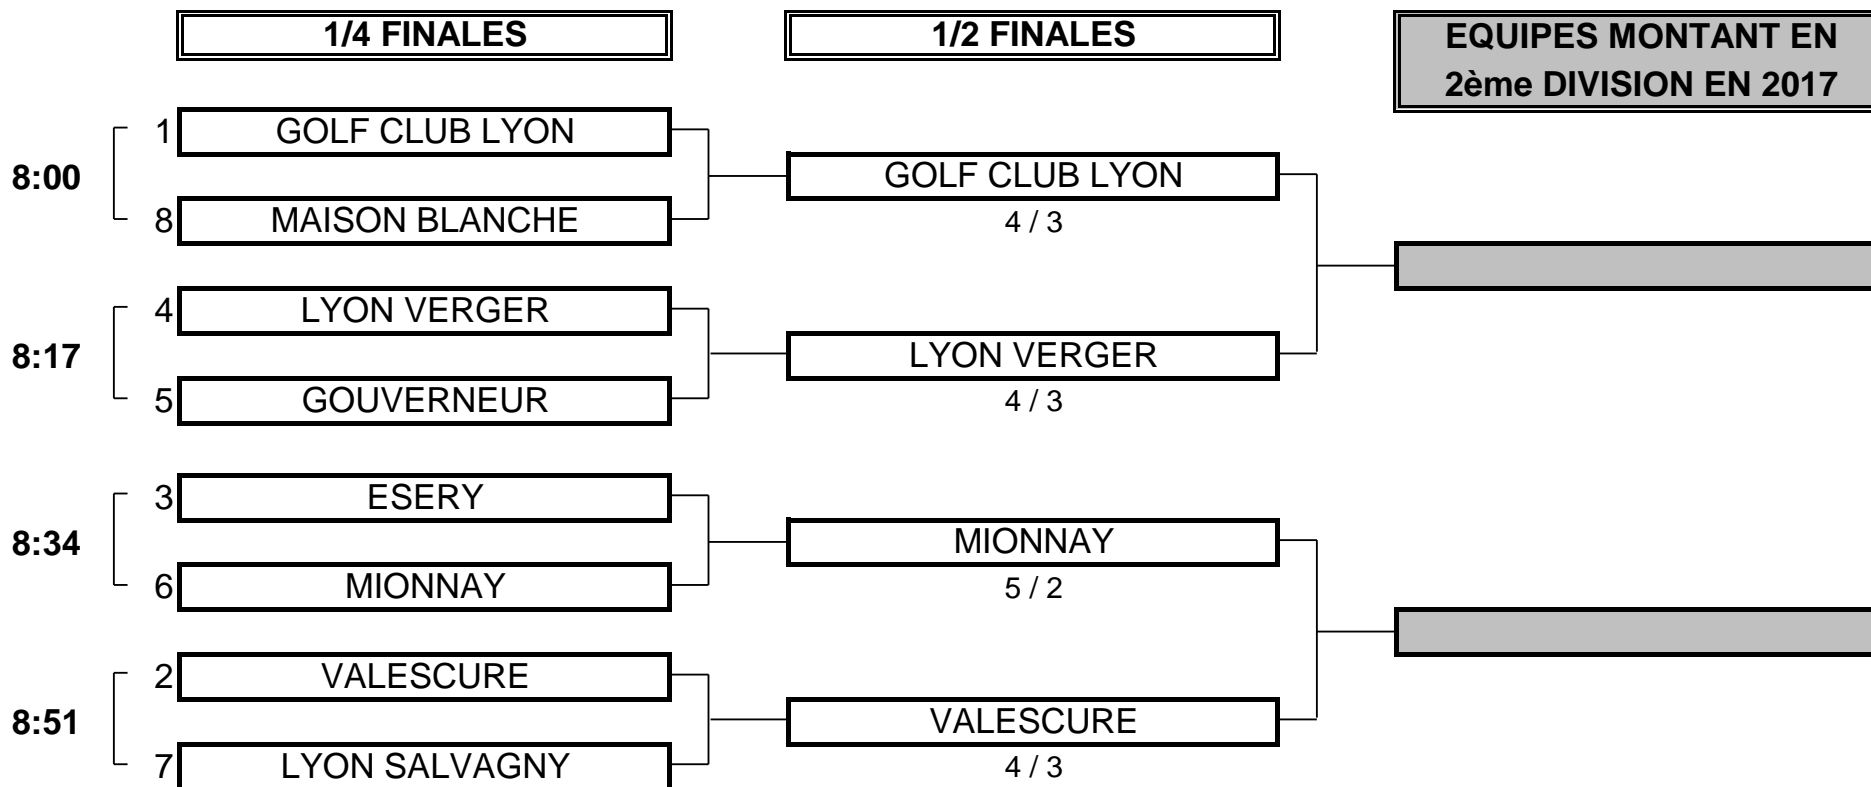 1/4 FINALES
1/2 FINALES
EQUIPES MONTANT EN
2ème DIVISION EN 2017
1 GOLF CLUB LYON
8:00
GOLF CLUB LYON
8 MAISON BLANCHE
4 / 3
4 LYON VERGER
8:17
LYON VERGER
5 GOUVERNEUR
4 / 3
3 ESERY
8:34
MIONNAY
6 MIONNAY
5 / 2
2 VALESCURE
8:51
VALESCURE
7 LYON SALVAGNY
4 / 3